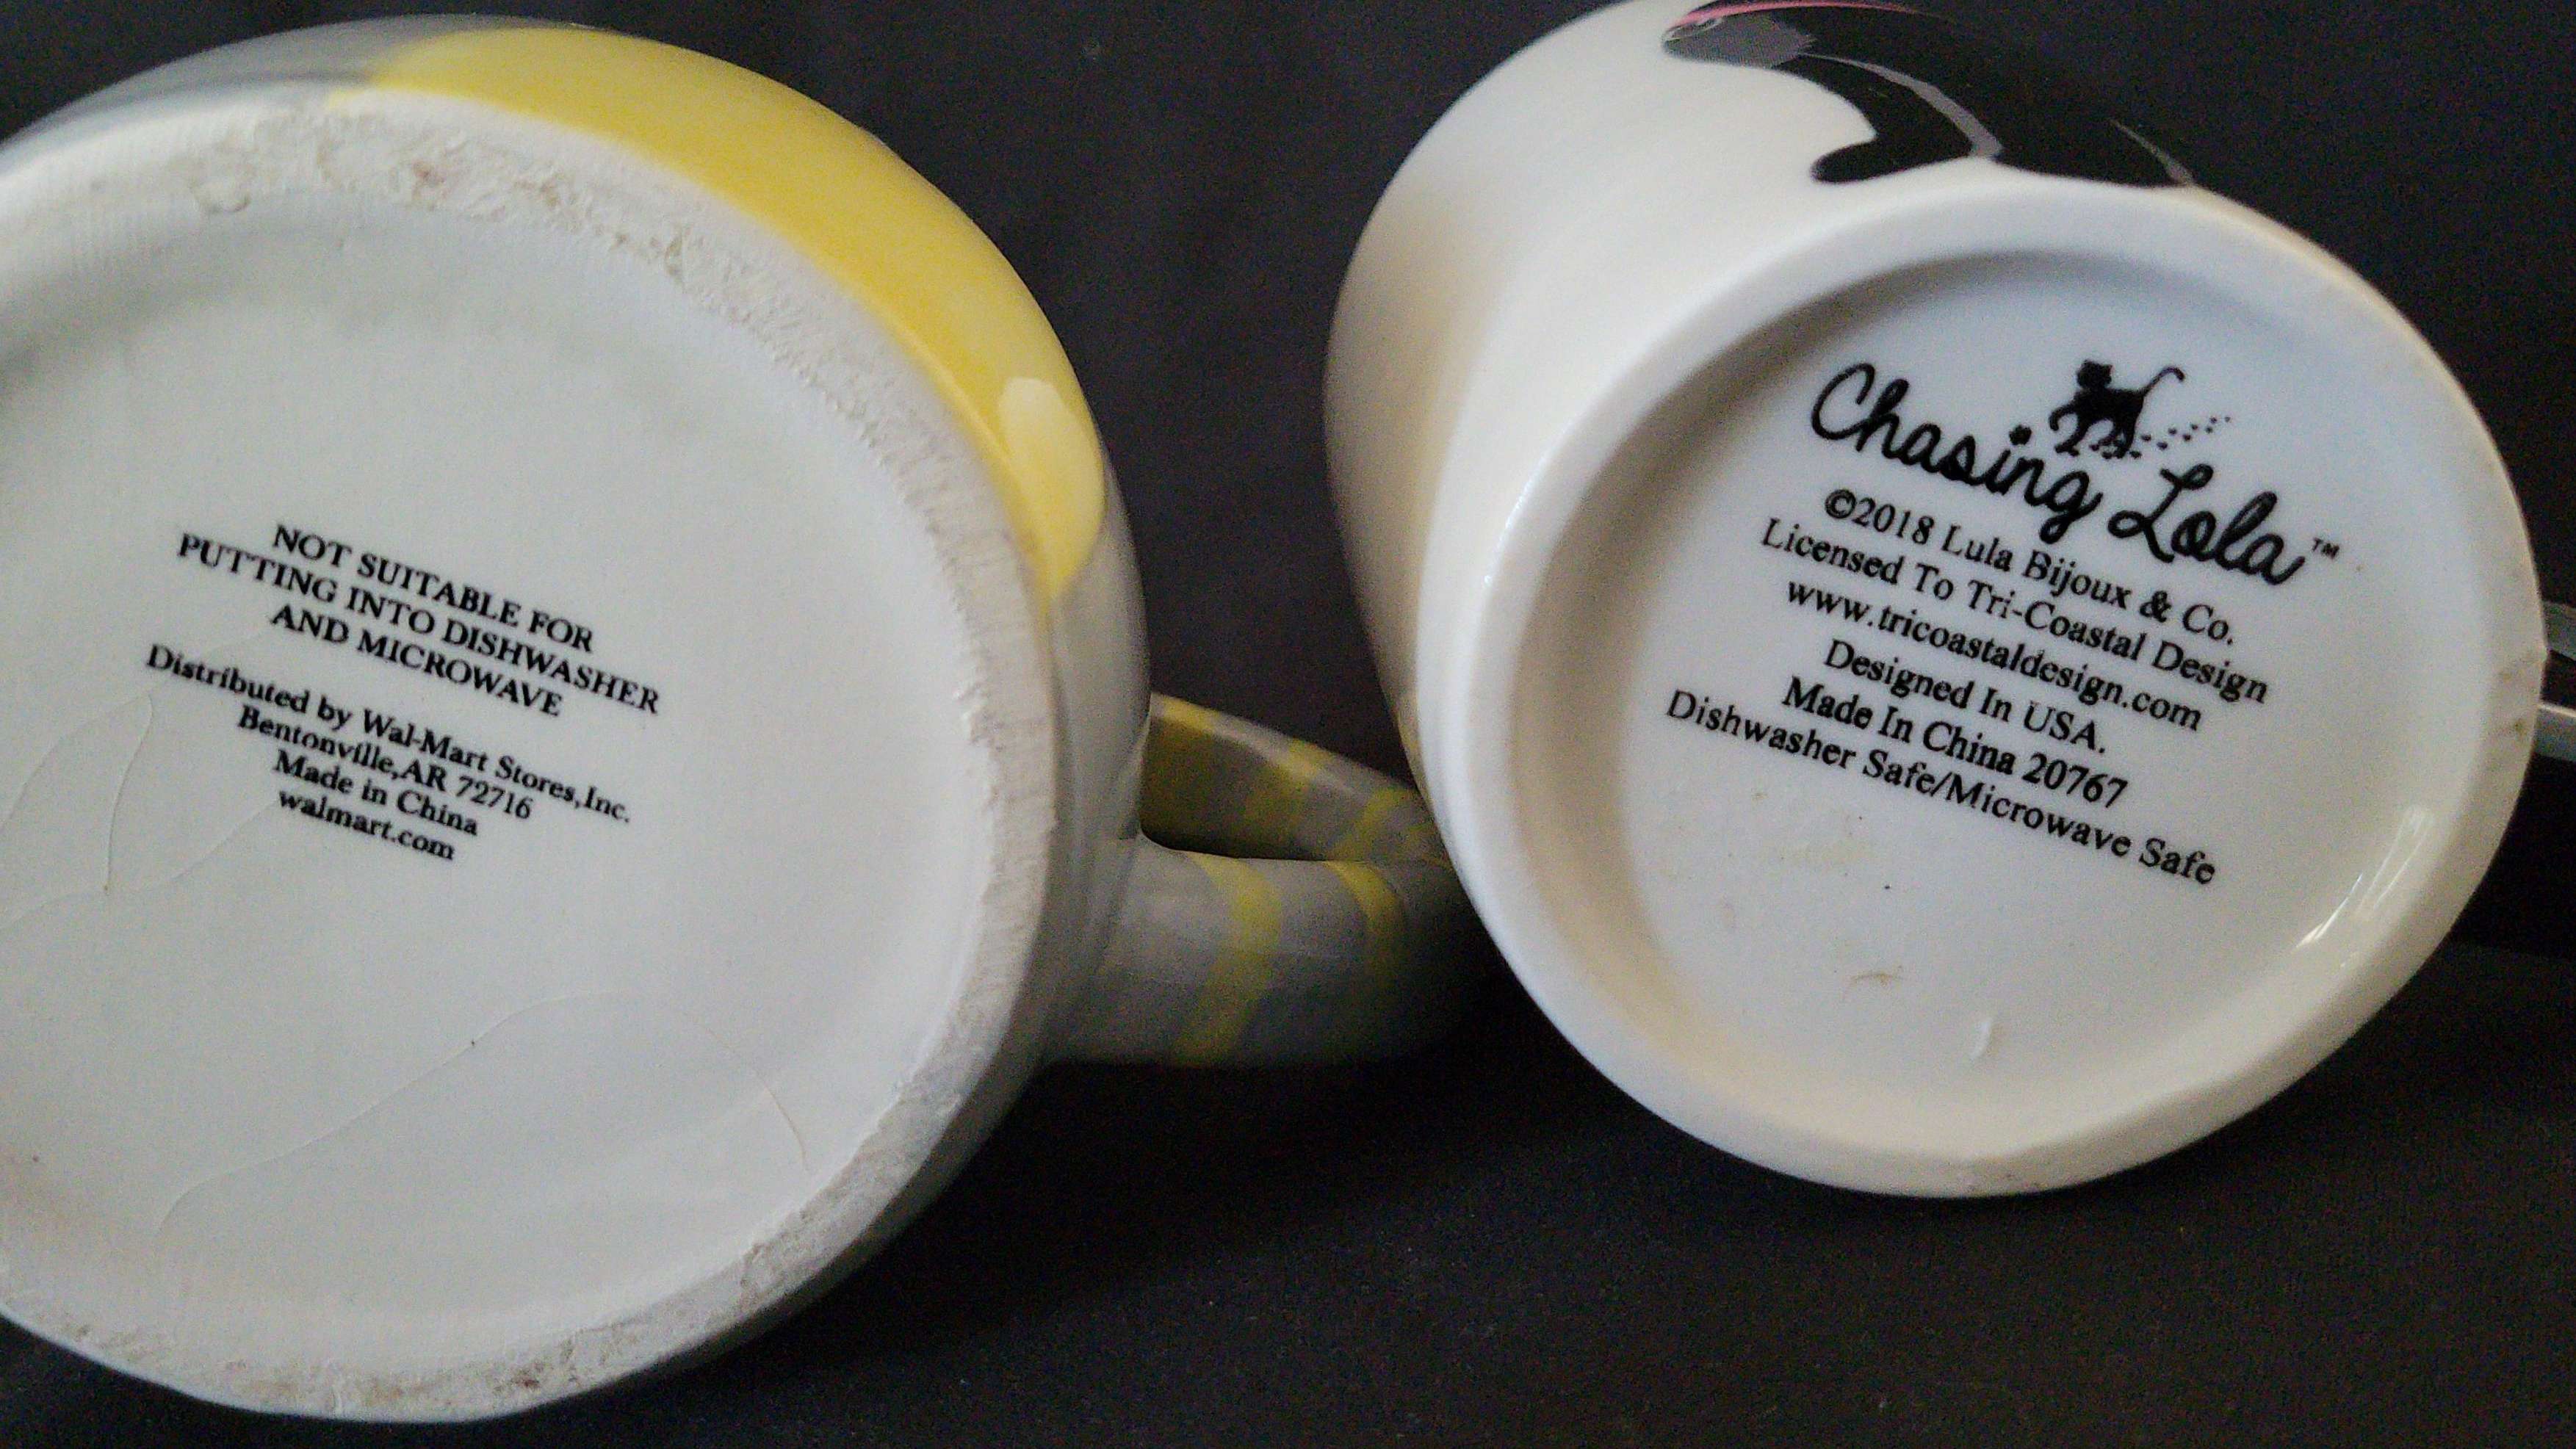 NOT SUITABLE FOR
PUTTING INTO DISHWASHER
AND MICROWAVE
Distributed by Wal-Mart Stores,Inc.
Bentonville,AR 72716
Made in China
walmart.com
Chasing Lola™
©2018 Lula Bijoux & Co.
Licensed To Tri-Coastal Design
www.tricoastaldesign.com
Designed In USA.
Made In China 20767
Dishwasher Safe/Microwave Safe